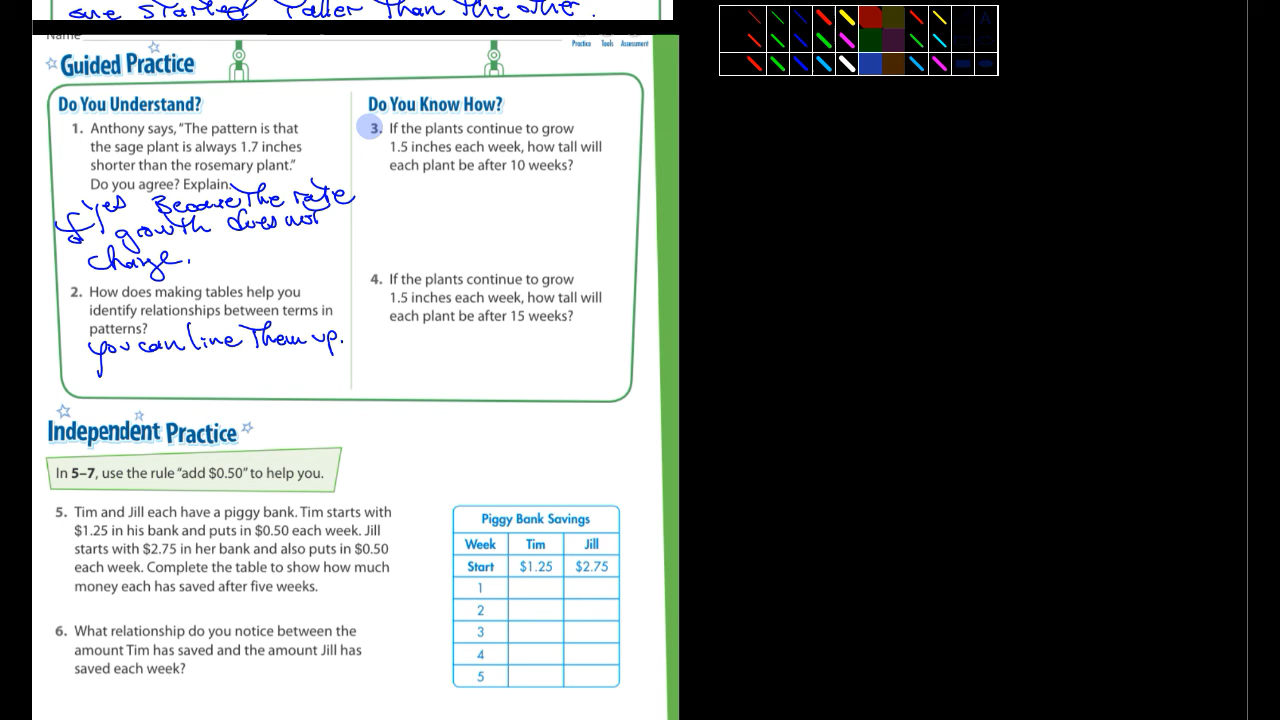 one started taller than the other.
Name
Practice Tools Assessment
Guided Practice
Do You Understand?
1. Anthony says, "The pattern is that
the sage plant is always 1.7 inches
shorter than the rosemary plant."
Do you agree? Explain.
Yes Because The rate
of growth does not
change.
2. How does making tables help you
identify relationships between terms in
patterns?
you can line Them up.
Do You Know How?
3. If the plants continue to grow
1.5 inches each week, how tall will
each plant be after 10 weeks?
4. If the plants continue to grow
1.5 inches each week, how tall will
each plant be after 15 weeks?
Independent Practice
In 5–7, use the rule "add $0.50" to help you.
5. Tim and Jill each have a piggy bank. Tim starts with
$1.25 in his bank and puts in $0.50 each week. Jill
starts with $2.75 in her bank and also puts in $0.50
each week. Complete the table to show how much
money each has saved after five weeks.
6. What relationship do you notice between the
amount Tim has saved and the amount Jill has
saved each week?
Piggy Bank Savings
Week Tim Jill
Start $1.25 $2.75
1
2
3
4
5
A